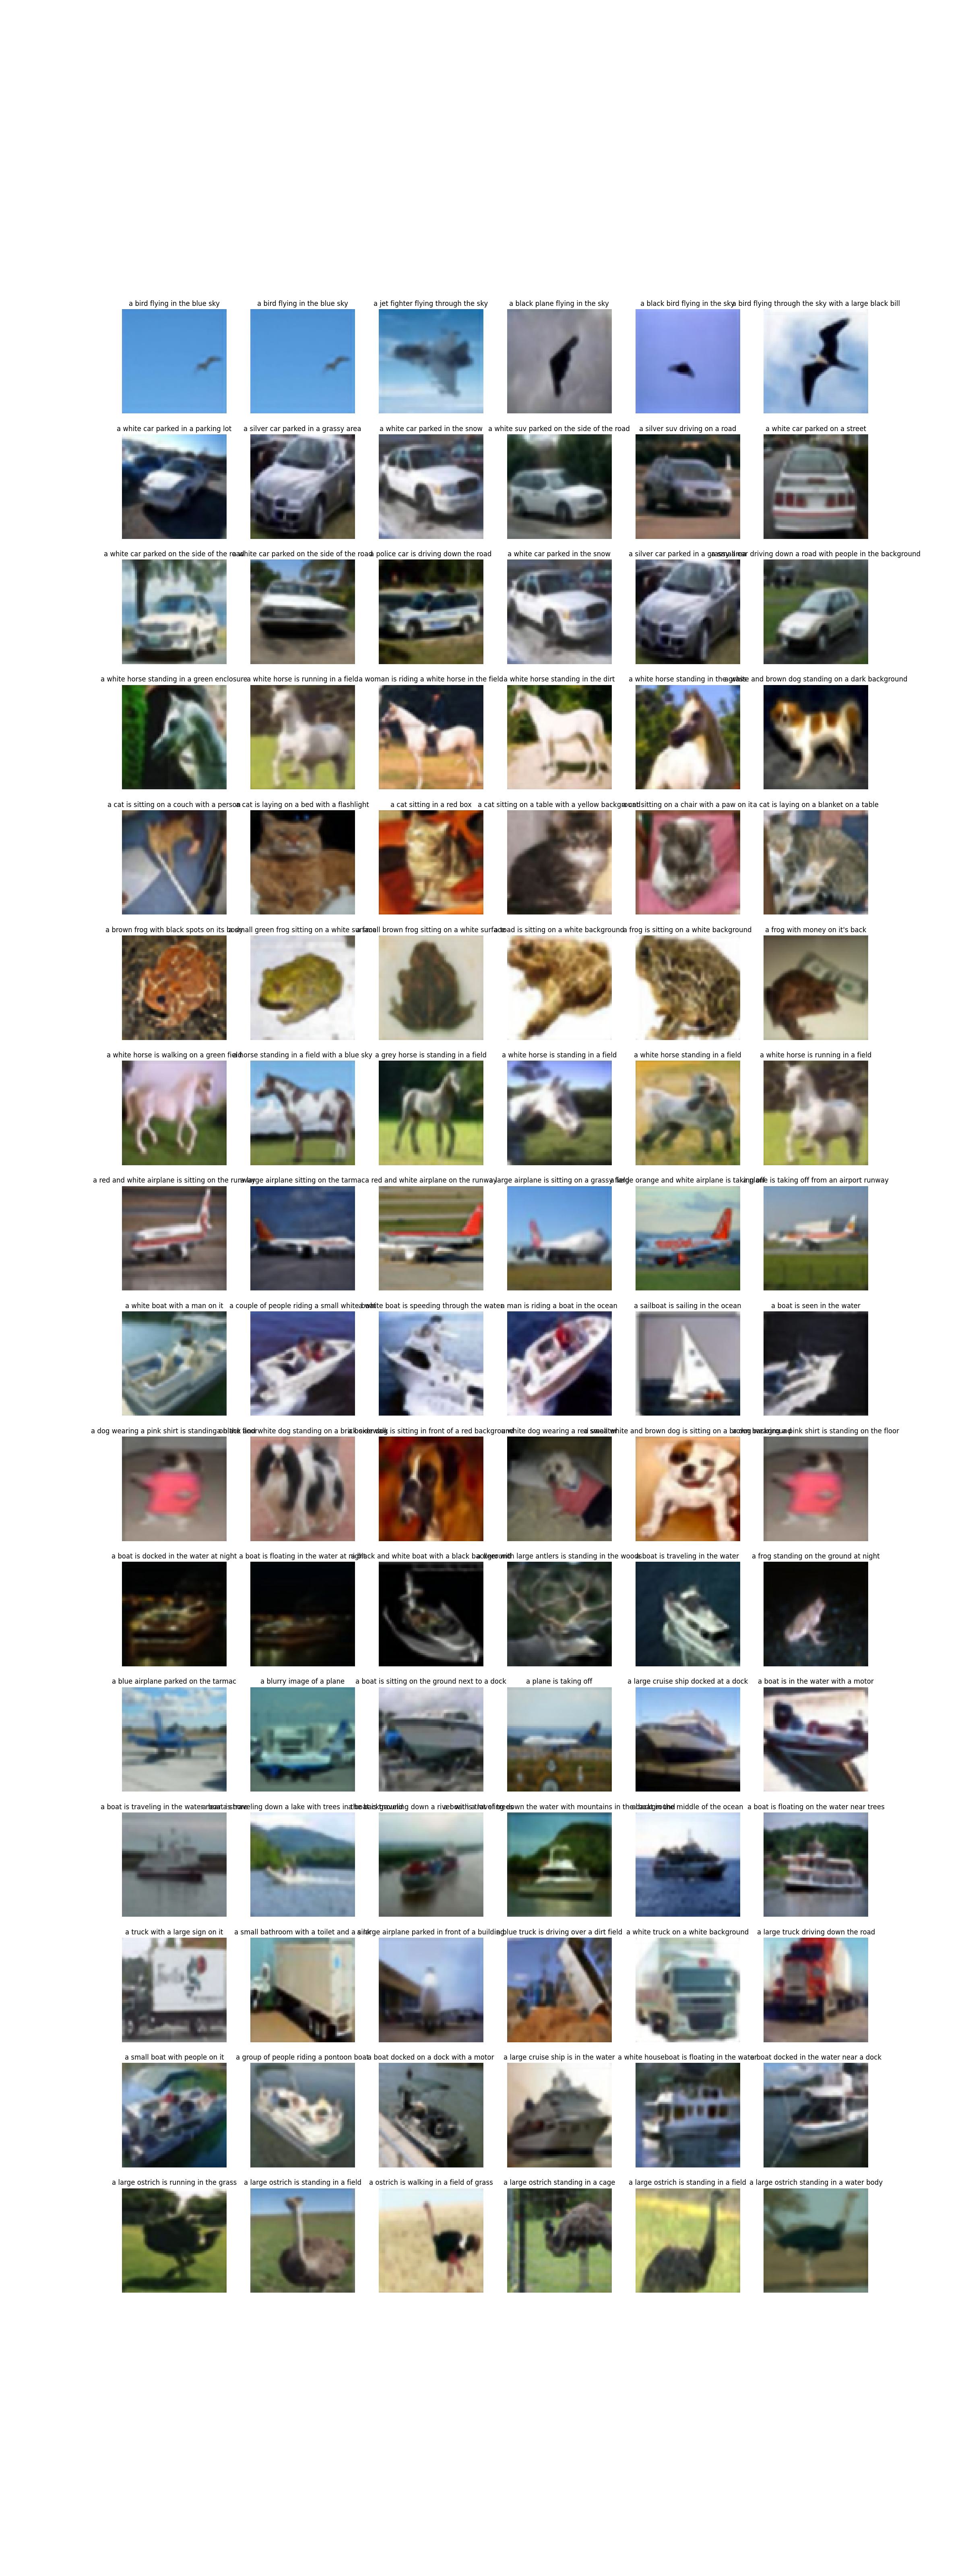 a bird flying in the blue sky
a bird flying in the blue sky
a jet fighter flying through the sky
a black plane flying in the sky
a black bird flying in the sky
a bird flying through the sky with a large black bill
a white car parked in a parking lot
a silver car parked in a grassy area
a white car parked in the snow
a white suv parked on the side of the road
a silver suv driving on a road
a white car parked on a street
a white car parked on the side of the road
white car parked on the side of the road
police car is driving down the road
a white car parked in the snow
a silver car parked in a grassy area
car driving down a road with people in the background
a white horse standing in a green enclosure
a white horse is running in a field
a woman is riding a white horse in the field
a white horse standing in the dirt
a white horse standing in the
and brown dog standing on a dark background
a cat is sitting on a couch with a person
a cat is laying on a bed with a flashlight
a cat sitting in a red box
a cat sitting on a table with a yellow background
sitting on a chair with a paw on it
a cat is laying on a blanket on a table
a brown frog with black spots on its body
small green frog sitting on a white surface
small brown frog sitting on a white surface
toad is sitting on a white background
a frog is sitting on a white background
a frog with money on it's back
a white horse is walking on a green field
horse standing in a field with a blue sky
a grey horse is standing in a field
a white horse is standing in a field
a white horse standing in a field
a white horse is running in a field
a red and white airplane is sitting on the runway
large airplane sitting on the tarmac
a red and white airplane on the runway
large airplane is sitting on a grassy field
large orange and white airplane is taking off
plane is taking off from an airport runway
a white boat with a man on it
a couple of people riding a small white boat
white boat is speeding through the water
a man is riding a boat in the ocean
a sailboat is sailing in the ocean
a boat is seen in the water
a dog wearing a pink shirt is standing on the floor
and white dog standing on a brick
dog is sitting in front of a red background
white dog wearing a red sweater
white and brown dog is sitting on a brown background
pink shirt is standing on the floor
a boat is docked in the water at night
a boat is floating in the water at night
black and white boat with a black background
with large antlers is standing in the woods
boat is traveling in the water
a frog standing on the ground at night
a blue airplane parked on the tarmac
a blurry image of a plane
a boat is sitting on the ground next to a dock
a plane is taking off
a large cruise ship docked at a dock
a boat is in the water with a motor
a boat is traveling in the water near a shore
traveling down a lake with trees in the background
traveling down a river with a lot of trees
down the water with mountains in the background
in the middle of the ocean
a boat is floating on the water near trees
a truck with a large sign on it
a small bathroom with a toilet and a sink
large airplane parked in front of a building
blue truck is driving over a dirt field
a white truck on a white background
a large truck driving down the road
a small boat with people on it
a group of people riding a pontoon boat
a boat docked on a dock with a motor
a large cruise ship is in the water
a white houseboat is floating in the water
boat docked in the water near a dock
a large ostrich is running in the grass
a large ostrich is standing in a field
a ostrich is walking in a field of grass
a large ostrich standing in a cage
a large ostrich is standing in a field
a large ostrich standing in a water body